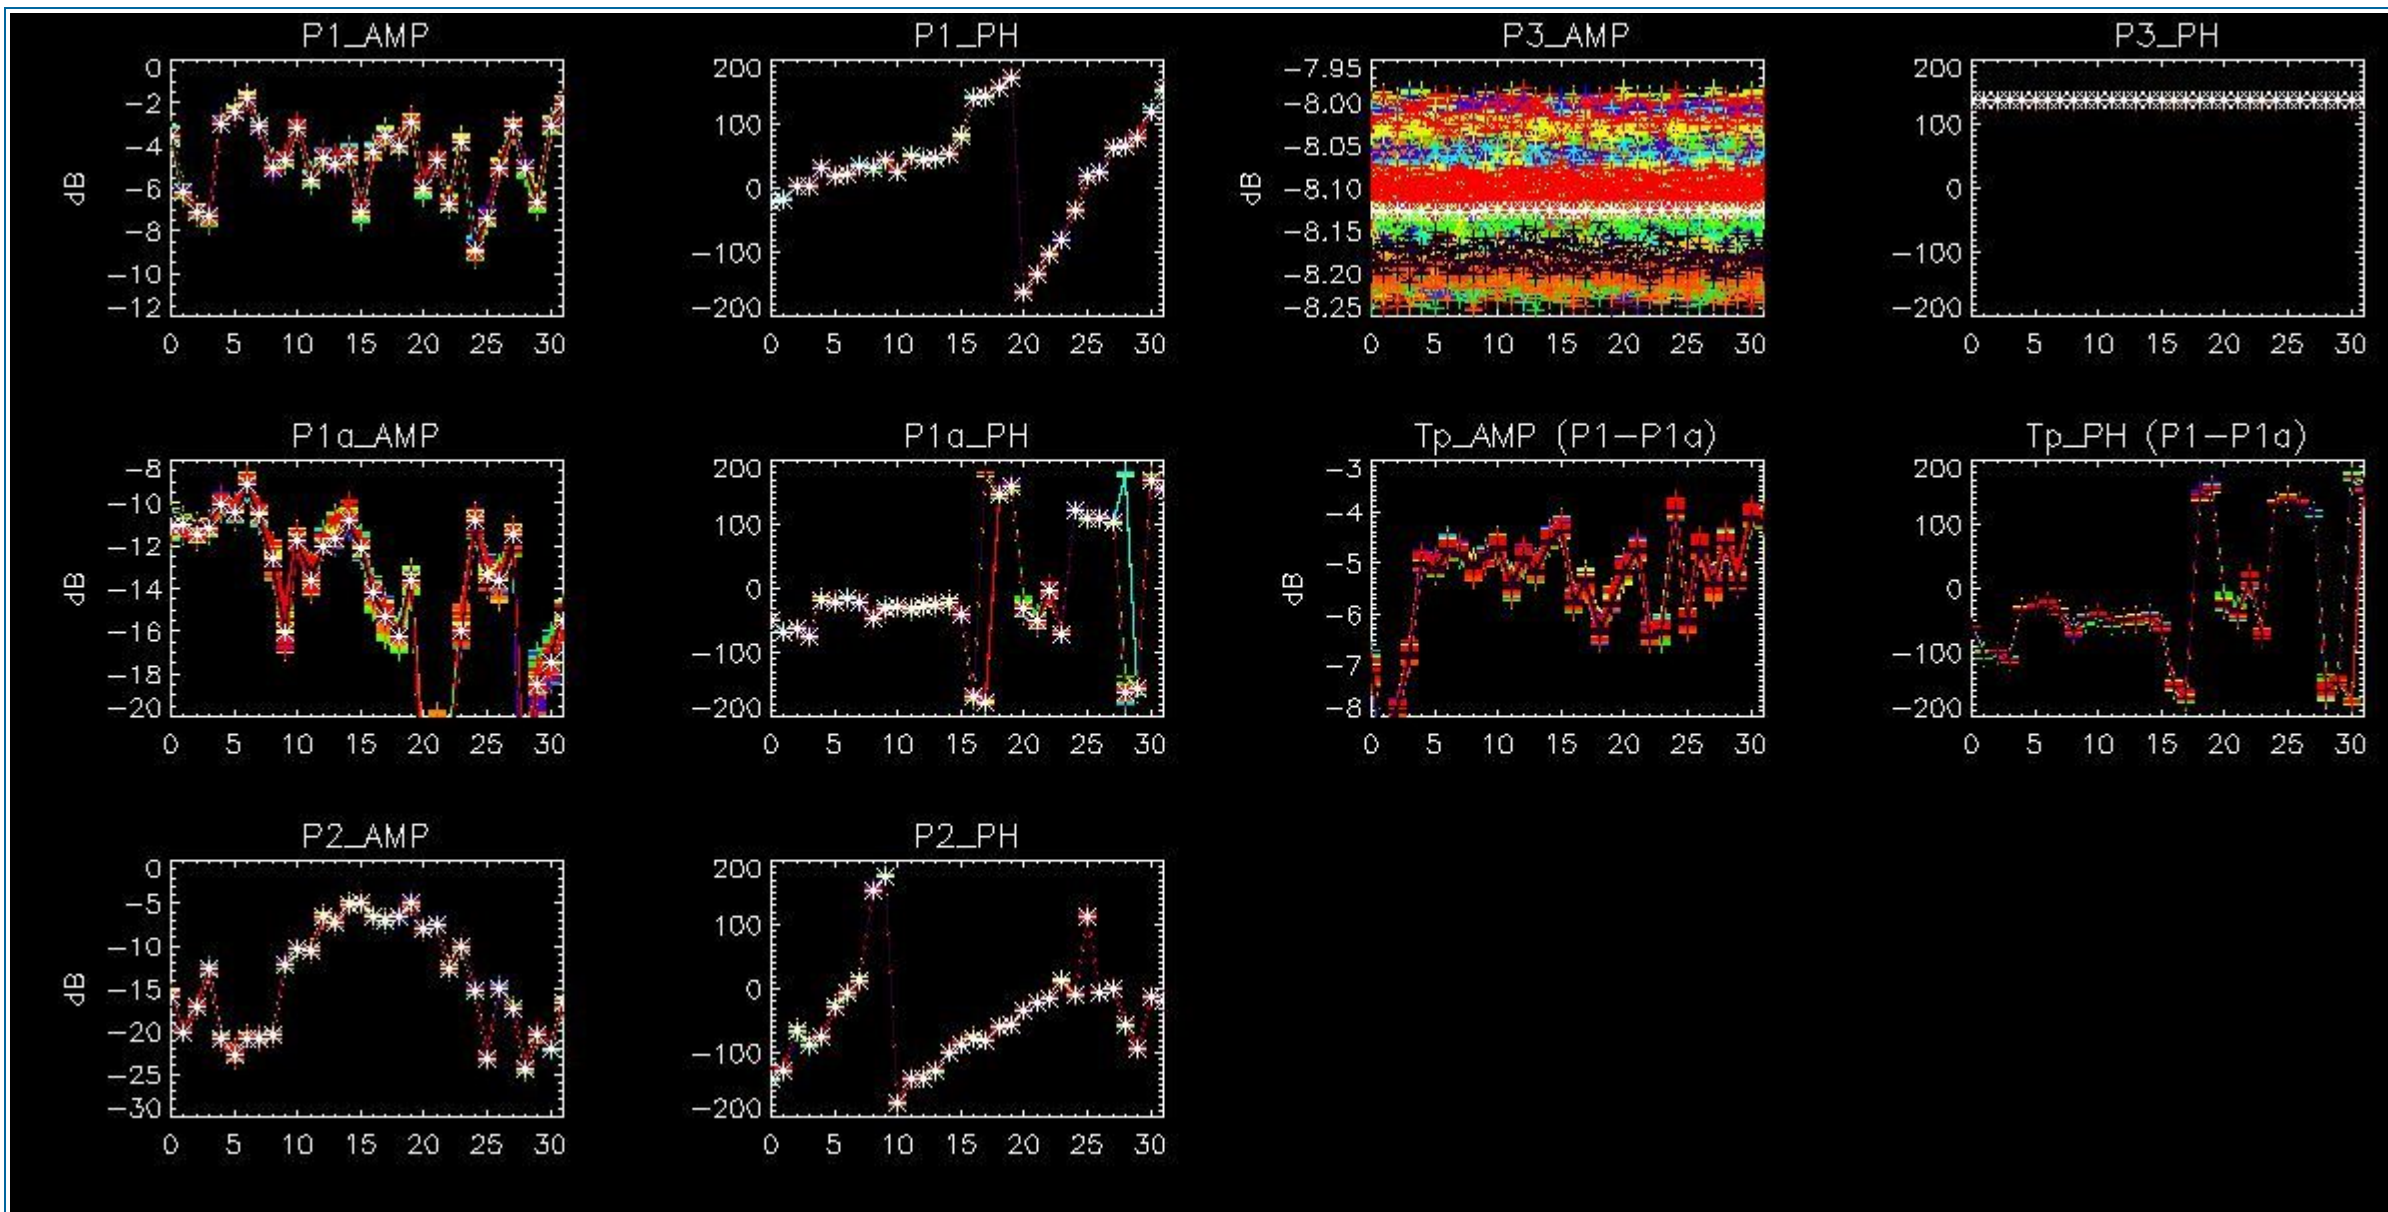 P1_AMP
0
−2
−4
−6
−8
−10
−12
dB
0 5 10 15 20 25 30
P1_PH
200
100
0
−100
−200
0 5 10 15 20 25 30
P3_AMP
−7.95
−8.00
−8.05
−8.10
−8.15
−8.20
−8.25
dB
0 5 10 15 20 25 30
P3_PH
200
100
0
−100
−200
0 5 10 15 20 25 30
P1a_AMP
−8
−10
−12
−14
−16
−18
−20
dB
0 5 10 15 20 25 30
P1a_PH
200
100
0
−100
−200
0 5 10 15 20 25 30
Tp_AMP (P1−P1a)
−3
−4
−5
−6
−7
−8
dB
0 5 10 15 20 25 30
Tp_PH (P1−P1a)
200
100
0
−100
−200
0 5 10 15 20 25 30
P2_AMP
0
−5
−10
−15
−20
−25
−30
dB
0 5 10 15 20 25 30
P2_PH
200
100
0
−100
−200
0 5 10 15 20 25 30